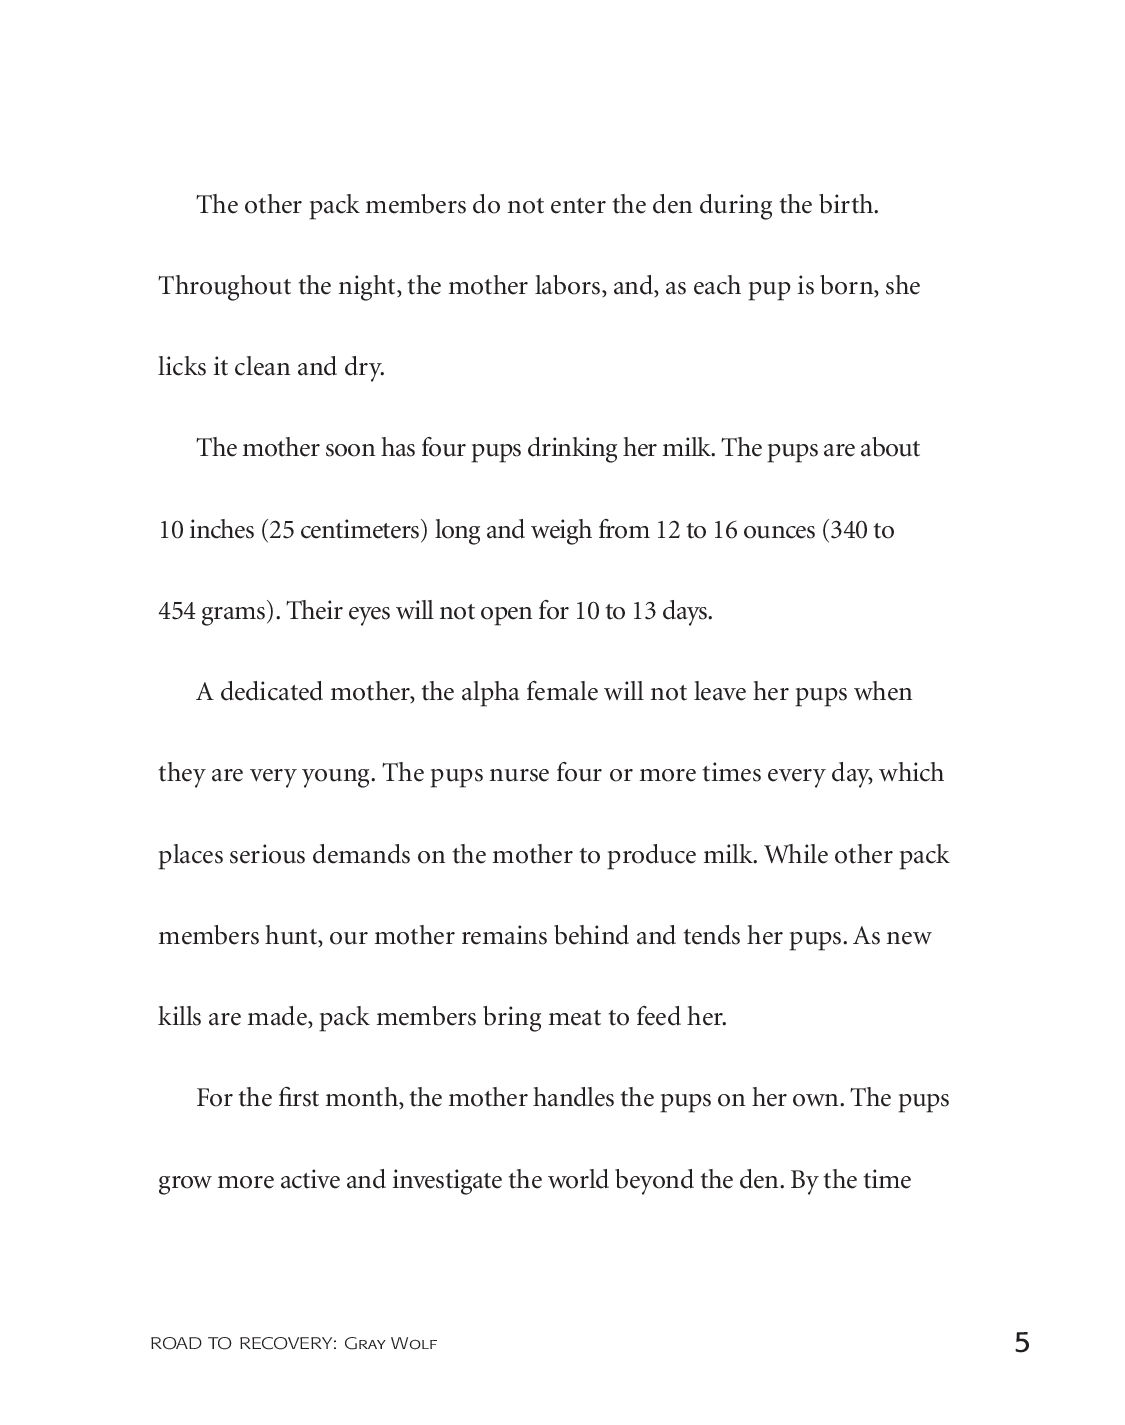 The other pack members do not enter the den during the birth.
Throughout the night, the mother labors, and, as each pup is born, she
licks it clean and dry.
The mother soon has four pups drinking her milk. The pups are about
10 inches (25 centimeters) long and weigh from 12 to 16 ounces (340 to
454 grams). Their eyes will not open for 10 to 13 days.
A dedicated mother, the alpha female will not leave her pups when
they are very young. The pups nurse four or more times every day, which
places serious demands on the mother to produce milk. While other pack
members hunt, our mother remains behind and tends her pups. As new
kills are made, pack members bring meat to feed her.
For the first month, the mother handles the pups on her own. The pups
grow more active and investigate the world beyond the den. By the time
ROAD TO RECOVERY: Gray Wolf 5